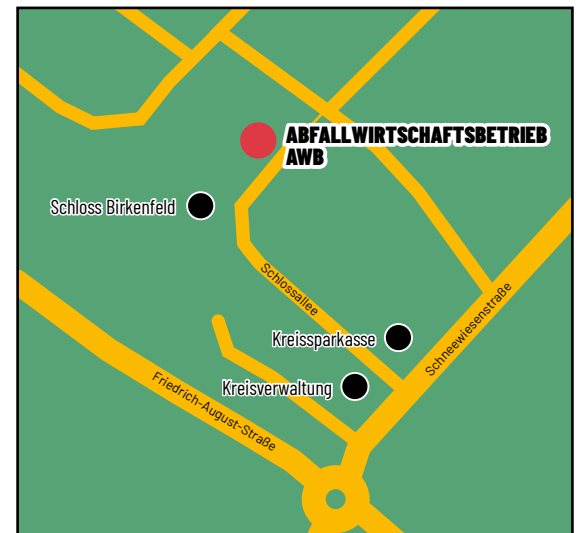 ABFALLWIRTSCHAFTSBETRIEB
AWB
Schloss Birkenfeld
Schlossallee
Kreissparkasse
Schneewiesenstraße
Kreisverwaltung
Friedrich-August-Straße